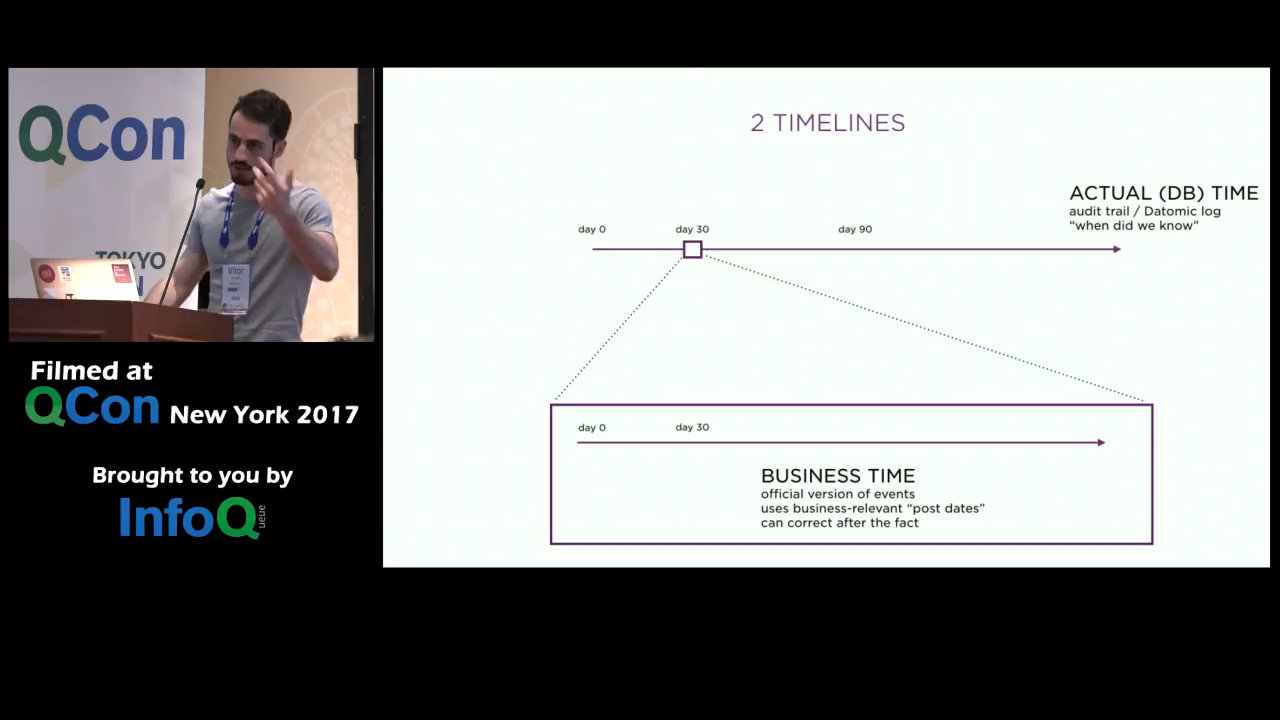 QCon
TOKYO
Vitor
Filmed at
QCon New York 2017
Brought to you by
InfoQueue
2 TIMELINES
ACTUAL (DB) TIME
audit trail / Datomic log
“when did we know”
day 0
day 30
day 90
day 0
day 30
BUSINESS TIME
official version of events
uses business-relevant “post dates”
can correct after the fact